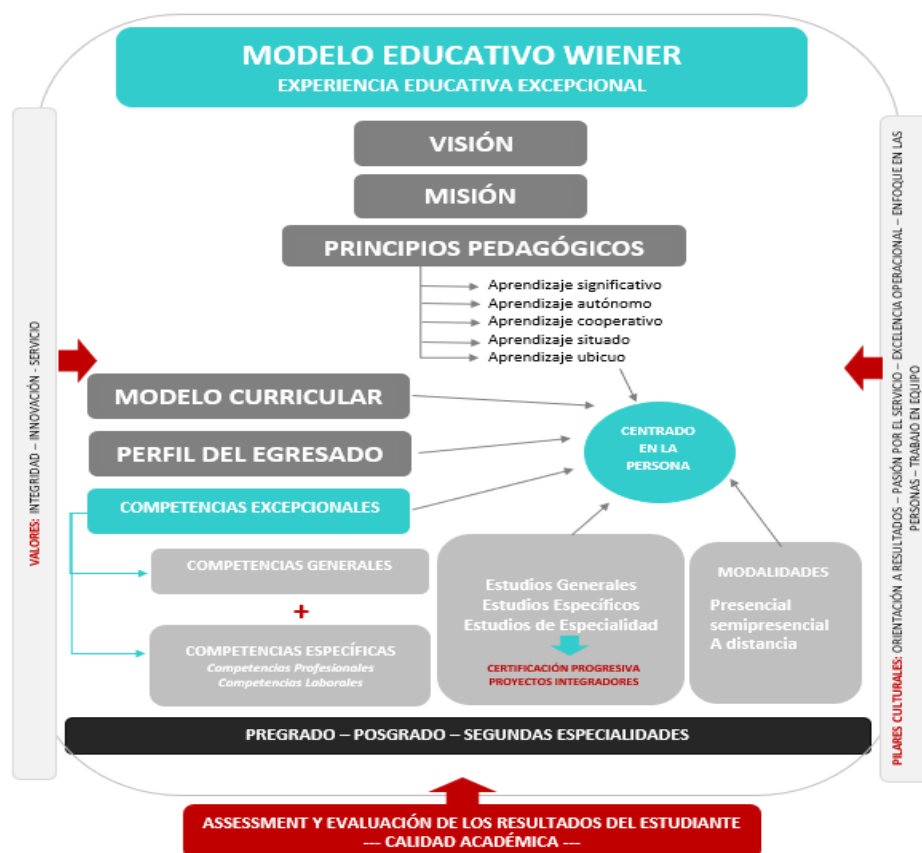 MODELO EDUCATIVO WIENER
EXPERIENCIA EDUCATIVA EXCEPCIONAL
VISIÓN
MISIÓN
PRINCIPIOS PEDAGÓGICOS
Aprendizaje significativo
Aprendizaje autónomo
Aprendizaje cooperativo
Aprendizaje situado
Aprendizaje ubicuo
VALORES: INTEGRIDAD – INNOVACIÓN - SERVICIO
PILARES CULTURALES: ORIENTACIÓN A RESULTADOS – PASIÓN POR EL SERVICIO – EXCELENCIA OPERACIONAL – ENFOQUE EN LAS
PERSONAS – TRABAJO EN EQUIPO
MODELO CURRICULAR
PERFIL DEL EGRESADO
COMPETENCIAS EXCEPCIONALES
CENTRADO
EN LA
PERSONA
COMPETENCIAS GENERALES
+
COMPETENCIAS ESPECÍFICAS
Competencias Profesionales
Competencias Laborales
Estudios Generales
Estudios Específicos
Estudios de Especialidad
CERTIFICACIÓN PROGRESIVA
PROYECTOS INTEGRADORES
MODALIDADES
Presencial
semipresencial
A distancia
PREGRADO – POSGRADO – SEGUNDAS ESPECIALIDADES
ASSESSMENT Y EVALUACIÓN DE LOS RESULTADOS DEL ESTUDIANTE
--- CALIDAD ACADÉMICA ---